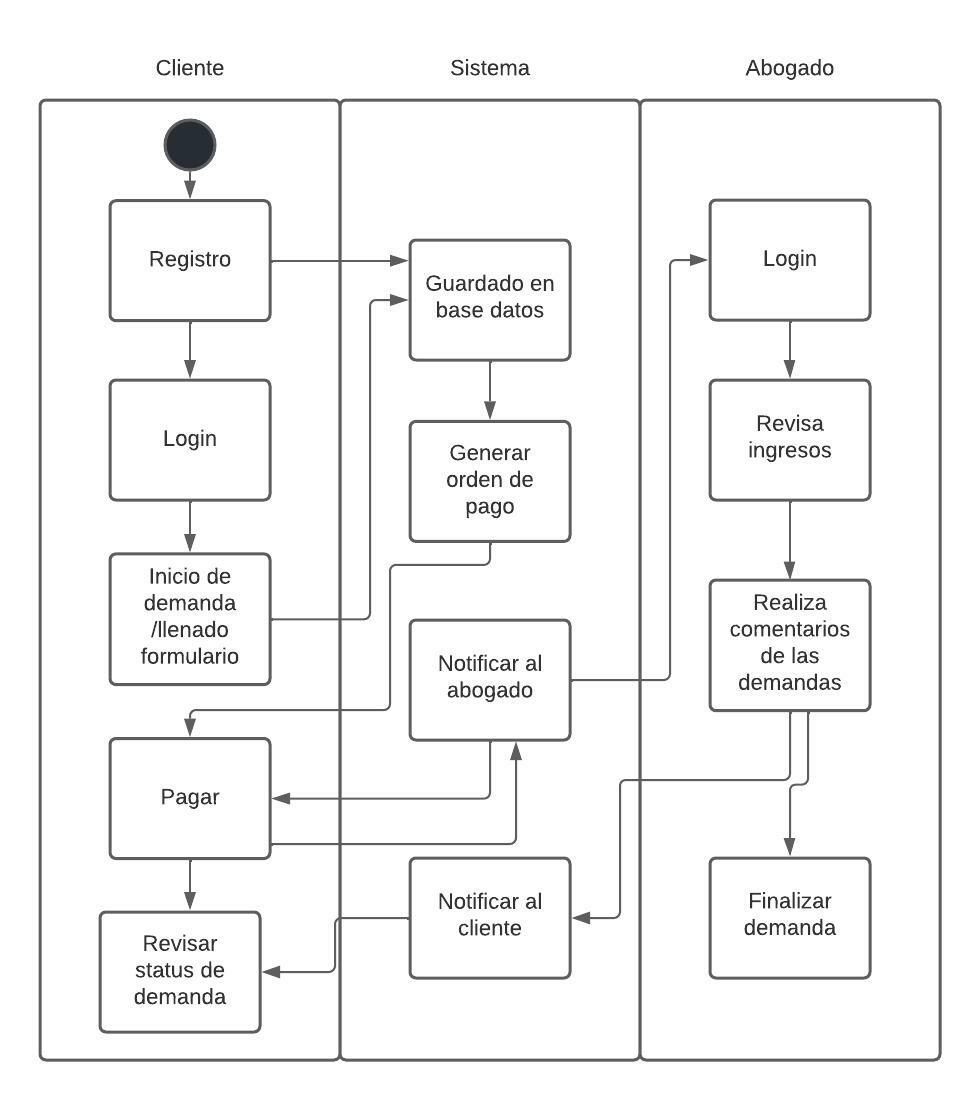 Cliente
Sistema
Abogado
Registro
Login
Inicio de
demanda
/llenado
formulario
Pagar
Revisar
status de
demanda
Guardado en
base datos
Generar
orden de
pago
Notificar al
abogado
Notificar al
cliente
Login
Revisa
ingresos
Realiza
comentarios
de las
demandas
Finalizar
demanda